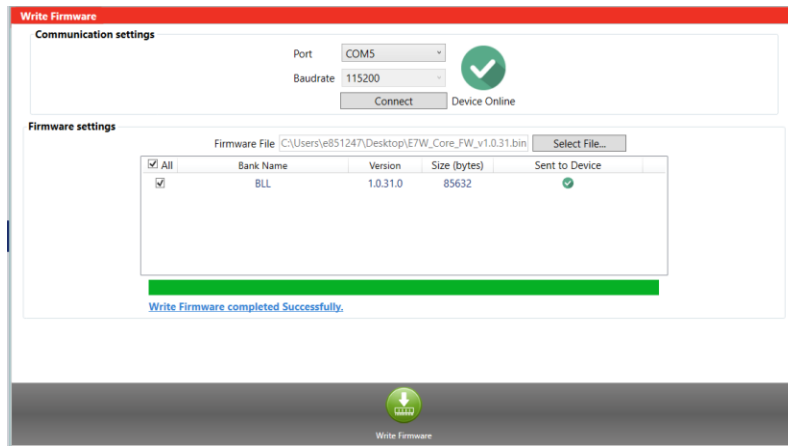 Write Firmware
Communication settings
Port COM5
Baudrate 115200
Connect Device Online
Firmware settings
Firmware File C:\Users\e851247\Desktop\E7W_Core_FW_v1.0.31.bin Select File...
All Bank Name Version Size (bytes) Sent to Device
BLL 1.0.31.0 85632
Write Firmware completed Successfully.
Write Firmware